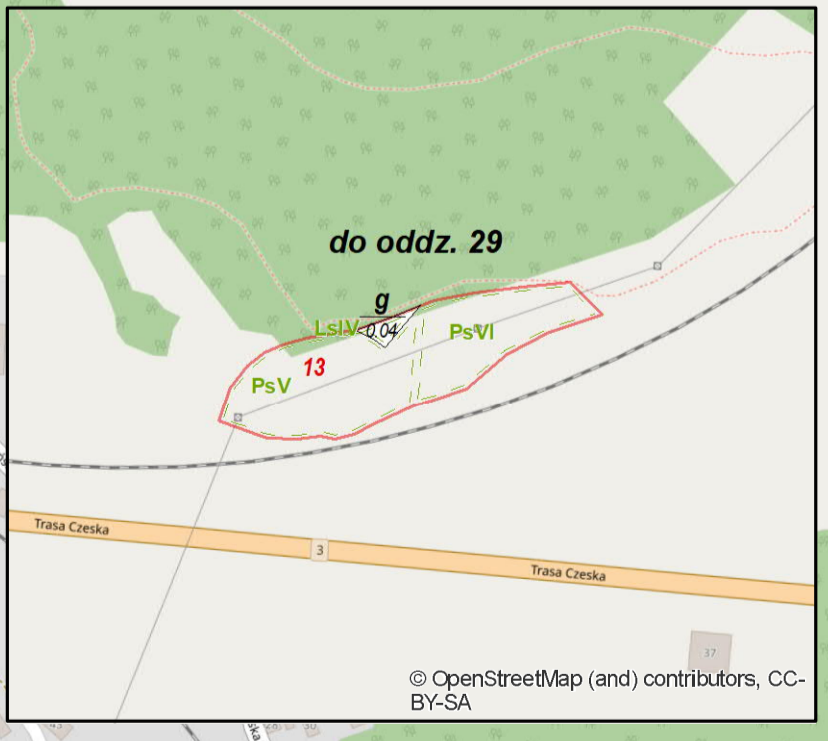 do oddz. 29
g
LsIV
0.04
PsVI
13
PsV
Trasa Czeska
3
Trasa Czeska
37
© OpenStreetMap (and) contributors, CC-
BY-SA